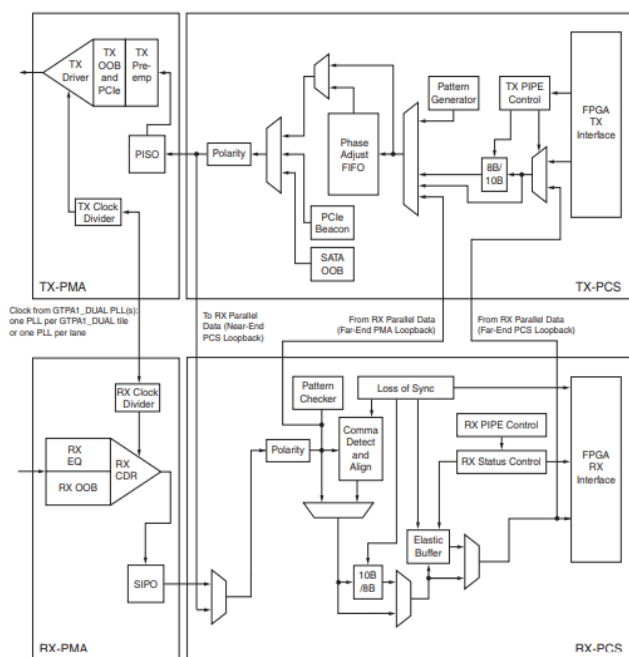 TX
Driver
TX
OOB
and
PCIe
TX
Pre-
emp
PISO
TX Clock
Divider
TX-PMA
Polarity
Phase
Adjust
FIFO
PCIe
Beacon
SATA
OOB
Pattern
Generator
TX PIPE
Control
8B/
10B
FPGA
TX
Interface
TX-PCS
Clock from GTPA1_DUAL PLL(s):
one PLL per GTPA1_DUAL tile
or one PLL per lane
To RX Parallel
Data (Near-End
PCS Loopback)
From RX Parallel Data
(Far-End PMA Loopback)
From RX Parallel Data
(Far-End PCS Loopback)
RX Clock
Divider
RX
EQ
RX OOB
RX
CDR
SIPO
RX-PMA
Pattern
Checker
Loss of Sync
Polarity
Comma
Detect
and
Align
RX PIPE Control
RX Status Control
FPGA
RX
Interface
10B
/8B
Elastic
Buffer
RX-PCS